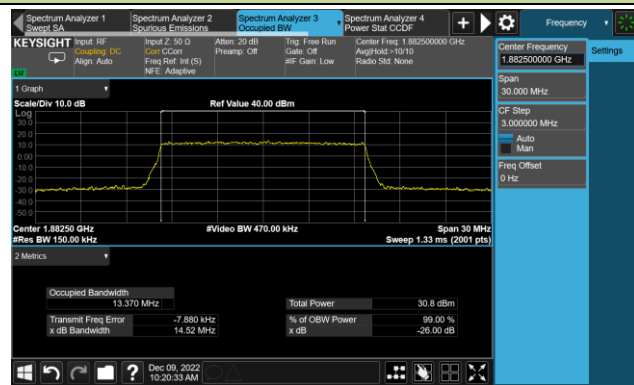 Spectrum Analyzer 1
Swept SA
Spectrum Analyzer 2
Spurious Emissions
Spectrum Analyzer 3
Occupied BW
Spectrum Analyzer 4
Power Stat CCDF
Frequency
KEYSIGHT
Input: RF
Coupling: DC
Align: Auto
Input Z: 50 Ω
Corr CCorr
Freq Ref: Int (S)
NFE: Adaptive
Atten: 20 dB
Preamp: Off
Trig: Free Run
Gate: Off
#IF Gain: Low
Center Freq: 1.882500000 GHz
Avg|Hold:>10/10
Radio Std: None
Center Frequency
1.882500000 GHz
Settings
Span
30.000 MHz
CF Step
3.000000 MHz
Auto
Man
Freq Offset
0 Hz
1 Graph
Scale/Div 10.0 dB
Ref Value 40.00 dBm
Log
30.0
20.0
10.0
0.00
-10.0
-20.0
-30.0
-40.0
-50.0
Center 1.88250 GHz
#Video BW 470.00 kHz
Span 30 MHz
#Res BW 150.00 kHz
Sweep 1.33 ms (2001 pts)
2 Metrics
Occupied Bandwidth
13.370 MHz
Total Power 30.8 dBm
Transmit Freq Error -7.880 kHz
% of OBW Power 99.00 %
x dB Bandwidth 14.52 MHz
x dB -26.00 dB
?
Dec 09, 2022
10:20:33 AM